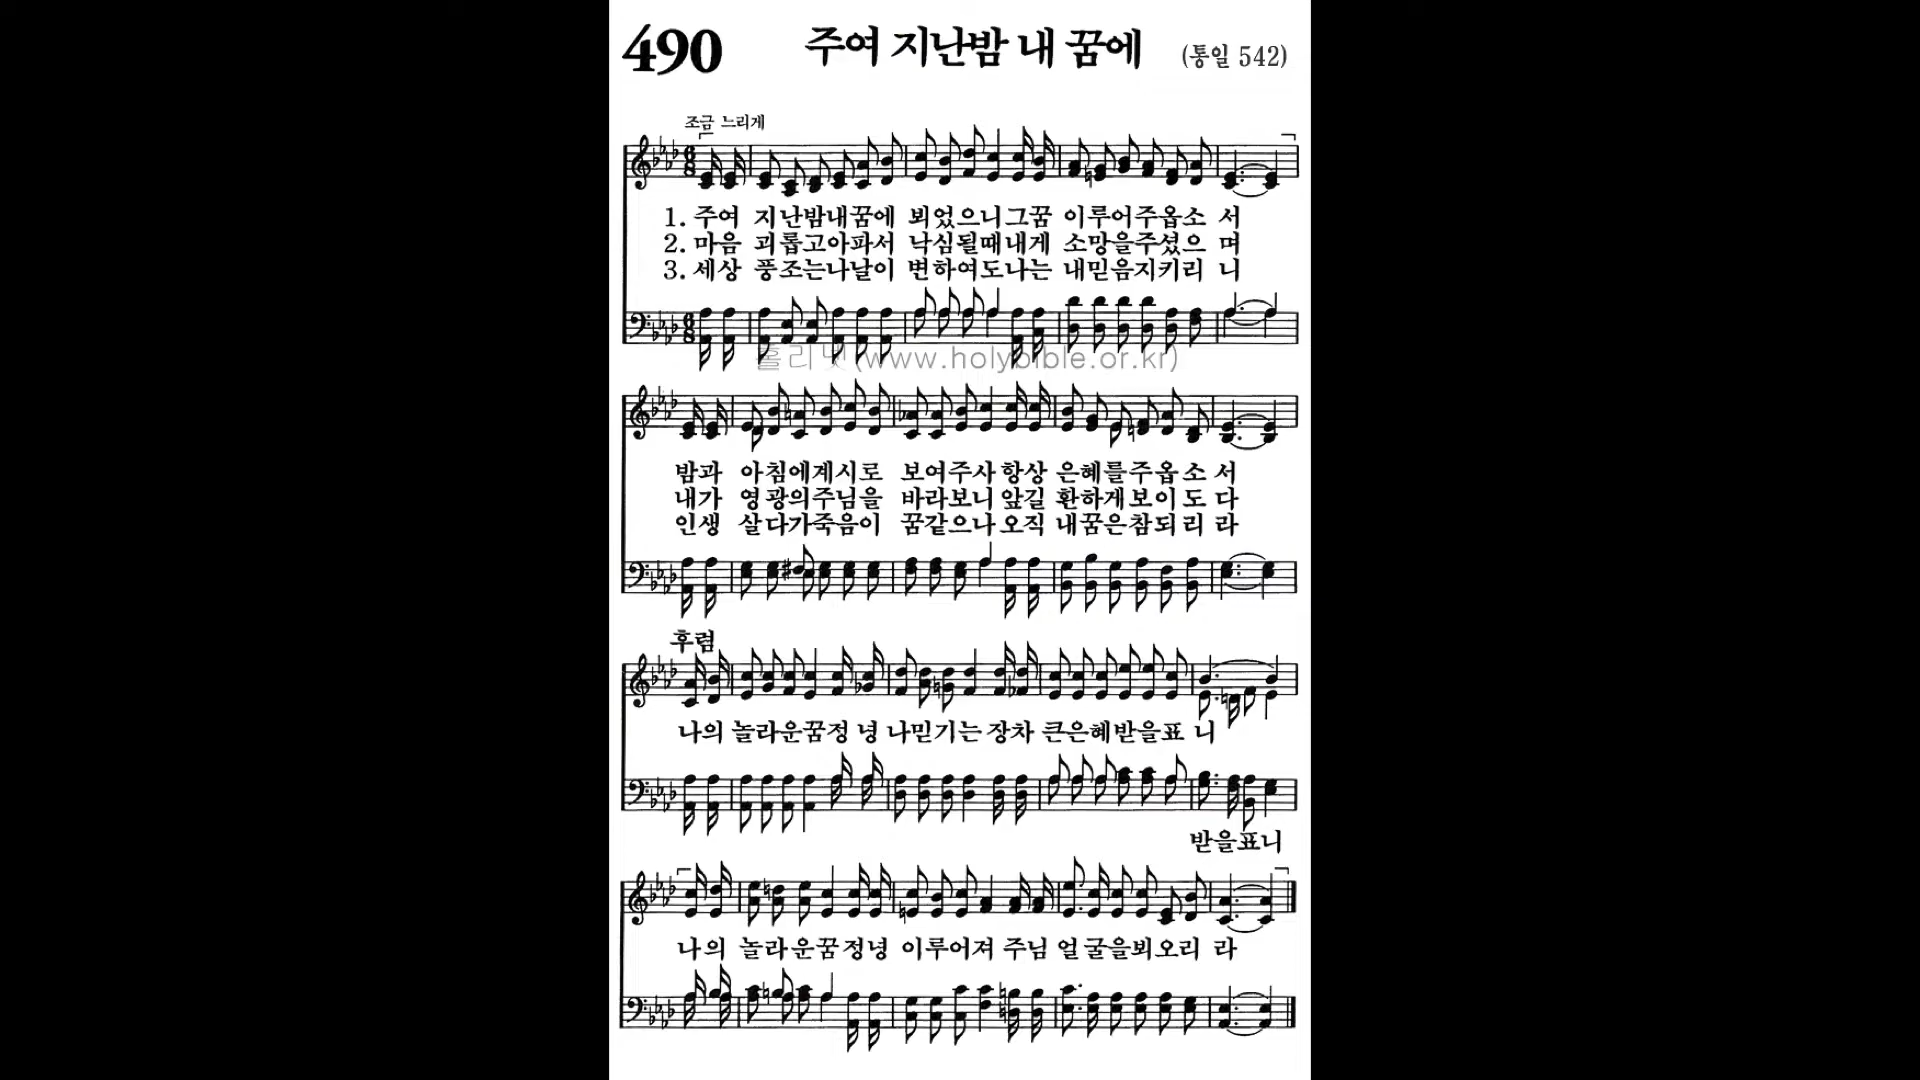 490 주여 지난밤 내 꿈에 (통일 542)
조금 느리게
1. 주여 지난밤내꿈에 뵈었으니그꿈 이루어주옵소 서
2. 마음 괴롭고아파서 낙심될때내게 소망을주셨으 며
3. 세상 풍조는나날이 변하여도나는 내믿음지키리 니
홀리넷(www.holybible.or.kr)
밤과 아침에계시로 보여주사항상 은혜를주옵소 서
내가 영광의주님을 바라보니앞길 환하게보이도 다
인생 살다가죽음이 꿈같으나오직 내꿈은참되리 라
후렴
나의 놀라운꿈정 녕 나믿기는장차 큰은혜받을표 니
받을표니
나의 놀라운꿈정녕 이루어져주님 얼굴을뵈오리 라